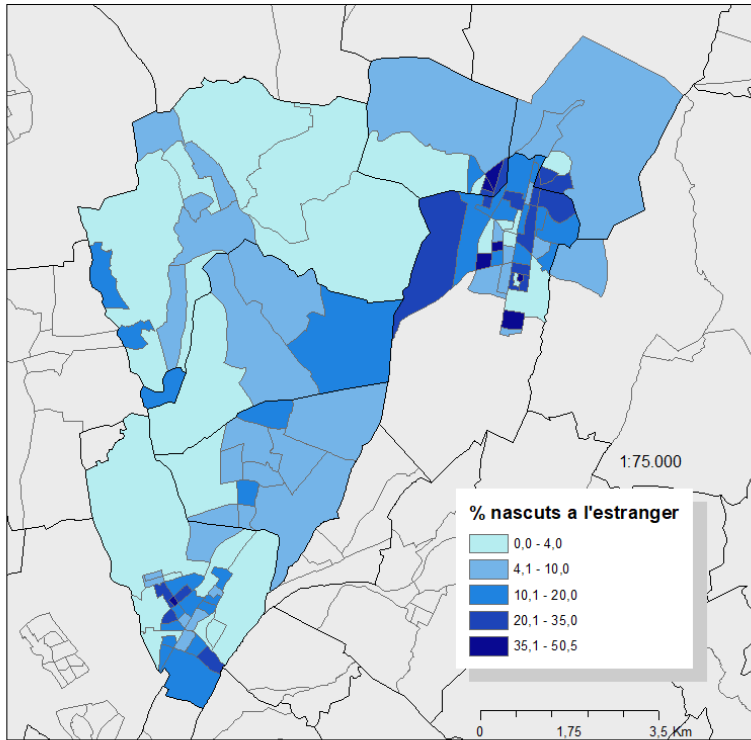 1:75.000
% nascuts a l'estranger
0,0 - 4,0
4,1 - 10,0
10,1 - 20,0
20,1 - 35,0
35,1 - 50,5
0 1,75 3,5 Km